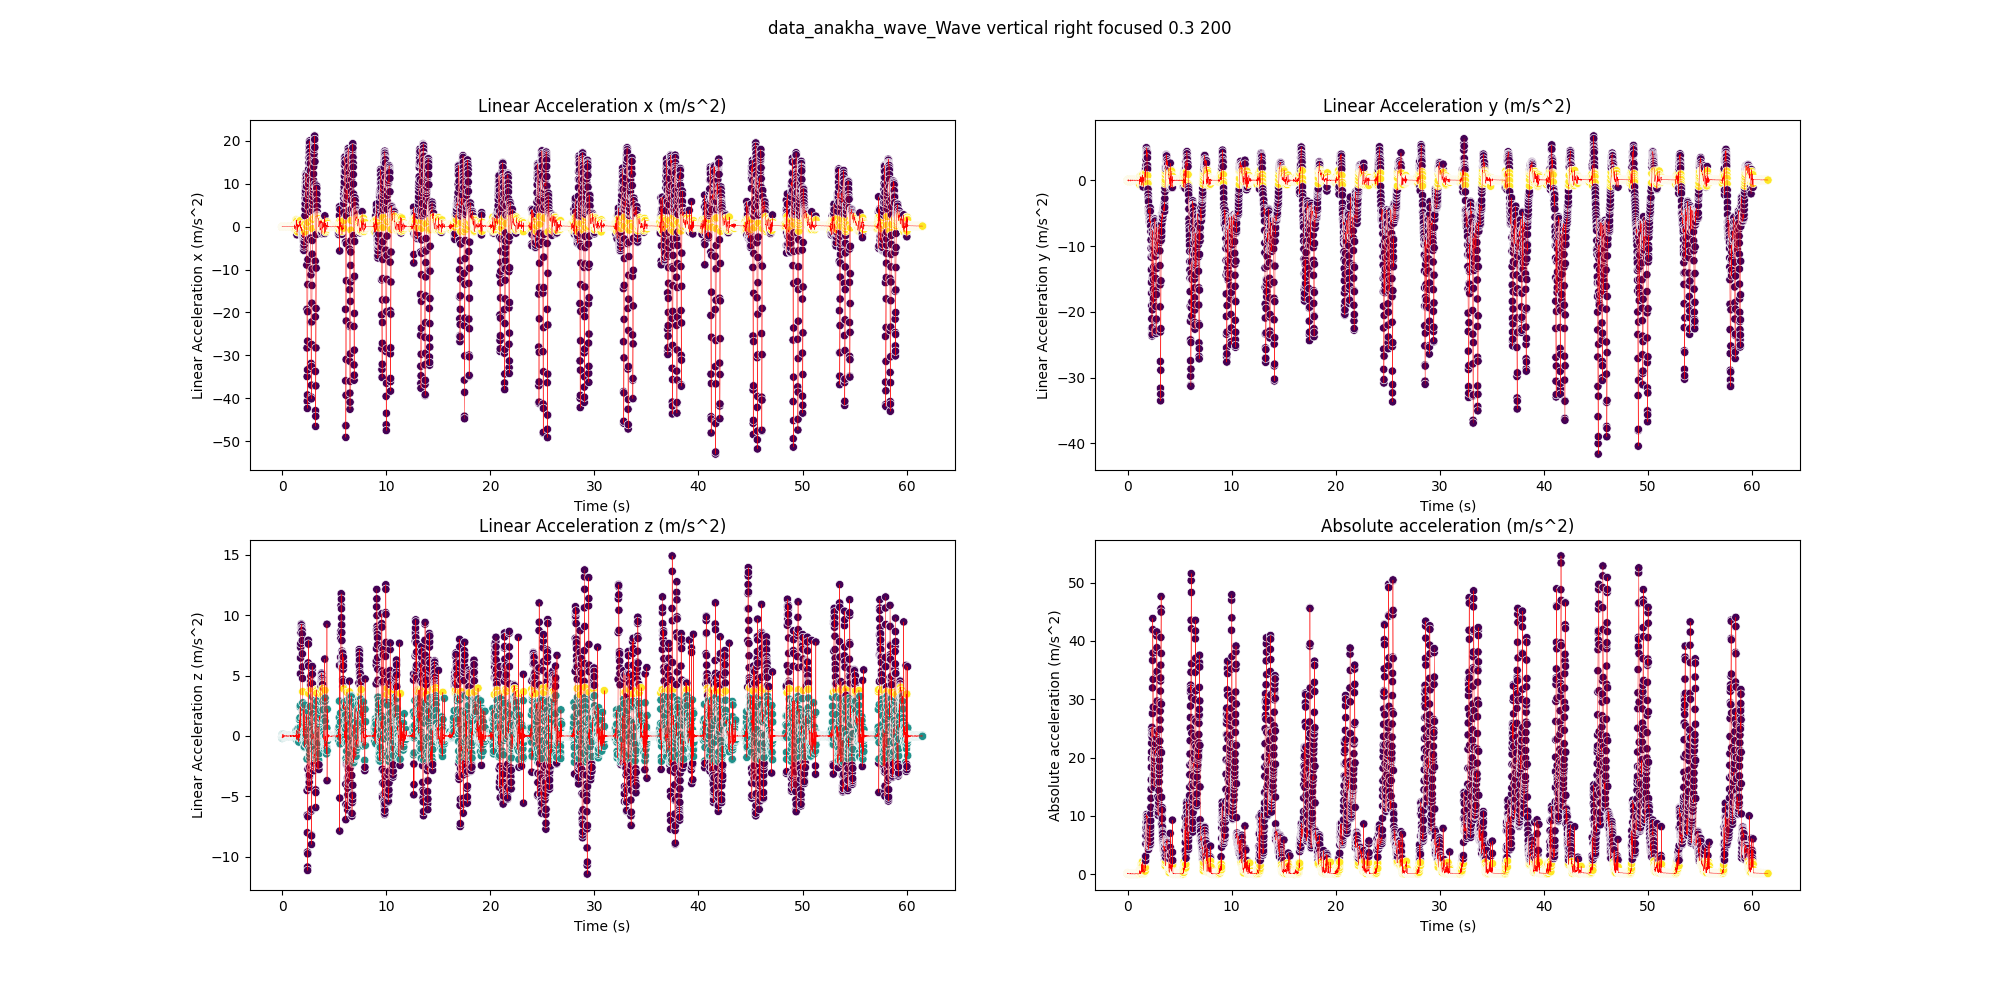 data_anakha_wave_Wave vertical right focused 0.3 200
Linear Acceleration x (m/s^2)
Linear Acceleration x (m/s^2)
20
10
0
−10
−20
−30
−40
−50
0 10 20 30 40 50 60
Time (s)
Linear Acceleration y (m/s^2)
Linear Acceleration y (m/s^2)
0
−10
−20
−30
−40
0 10 20 30 40 50 60
Time (s)
Linear Acceleration z (m/s^2)
Linear Acceleration z (m/s^2)
15
10
5
0
−5
−10
0 10 20 30 40 50 60
Time (s)
Absolute acceleration (m/s^2)
Absolute acceleration (m/s^2)
50
40
30
20
10
0
0 10 20 30 40 50 60
Time (s)